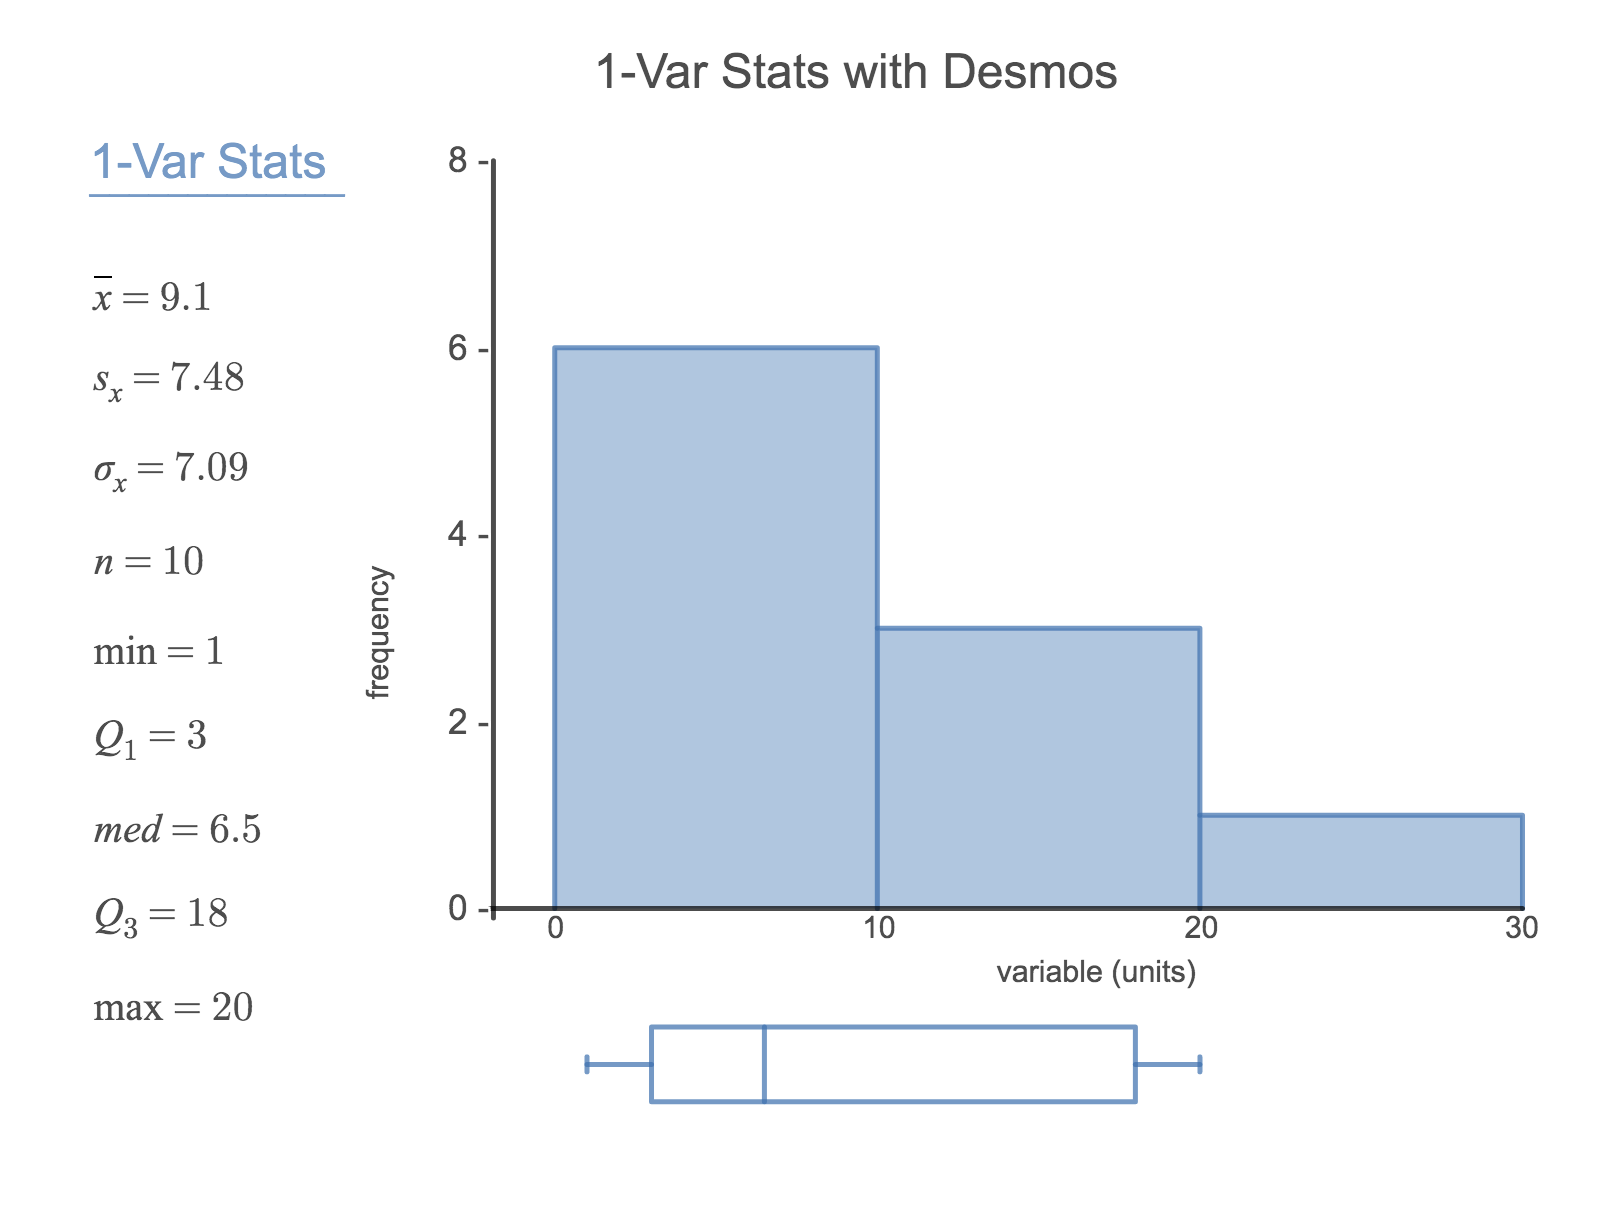 1-Var Stats with Desmos
1-Var Stats
x̅ = 9.1
sₓ = 7.48
σₓ = 7.09
n = 10
min = 1
Q₁ = 3
med = 6.5
Q₃ = 18
max = 20
frequency
8
6
4
2
0
0 10 20 30
variable (units)